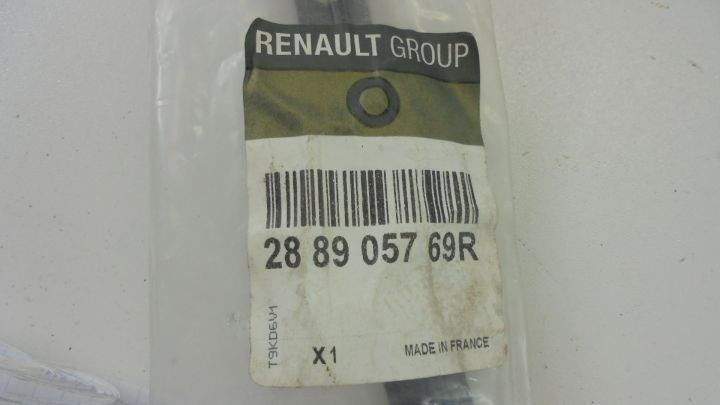 RENAULT GROUP
28 89 057 69R
T9KD6V1
X1
MADE IN FRANCE